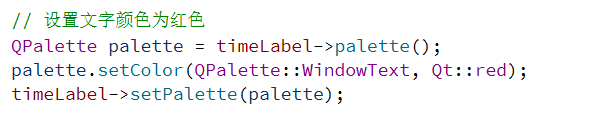 // 设置文字颜色为红色
QPalette palette = timeLabel->palette();
palette.setColor(QPalette::WindowText, Qt::red);
timeLabel->setPalette(palette);